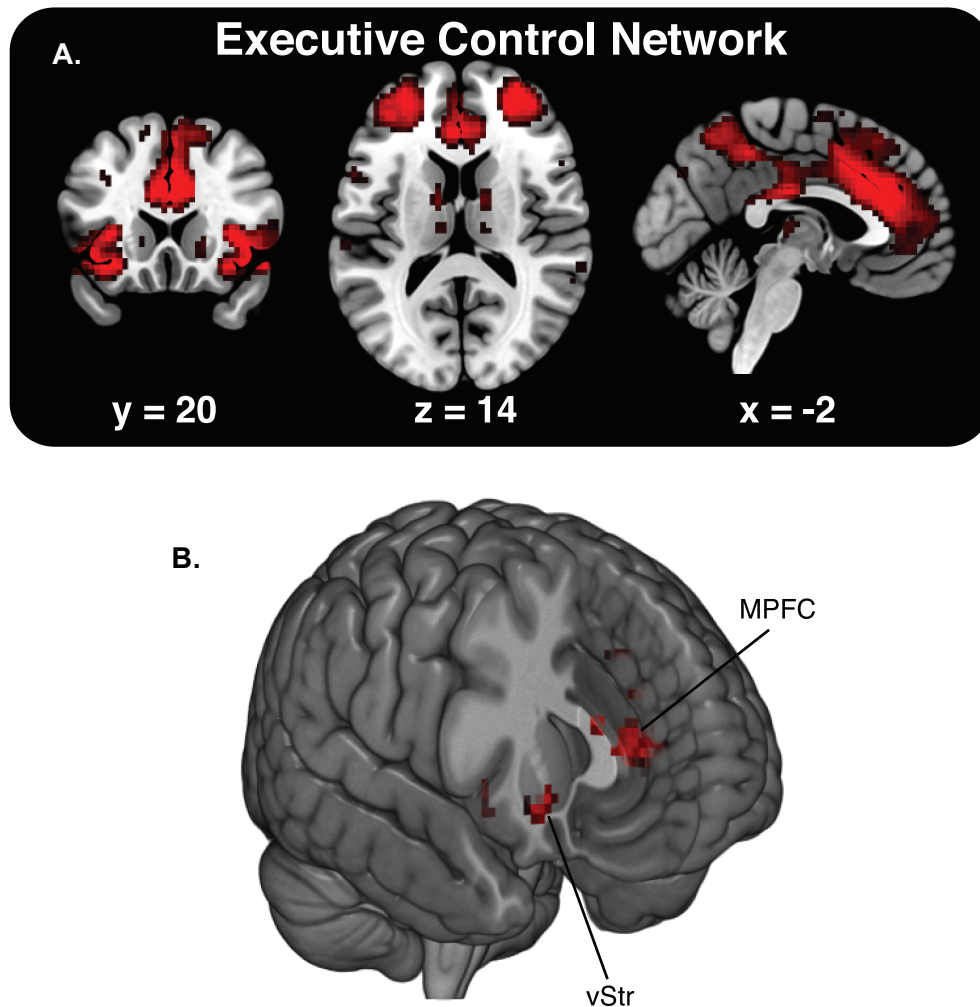 A.
Executive Control Network
y = 20
z = 14
x = -2
B.
MPFC
vStr